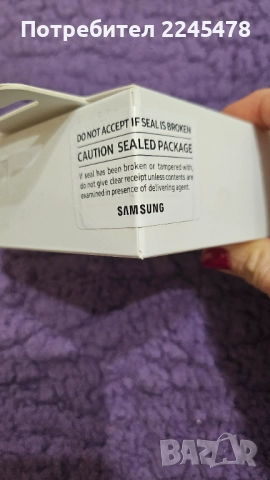 Потребител 2245478
DO NOT ACCEPT IF SEAL IS BROKEN
CAUTION SEALED PACKAGE
If seal has been broken or tampered with,
do not give clear receipt unless contents are
examined in presence of delivering agent.
SAMSUNG
BAZAR